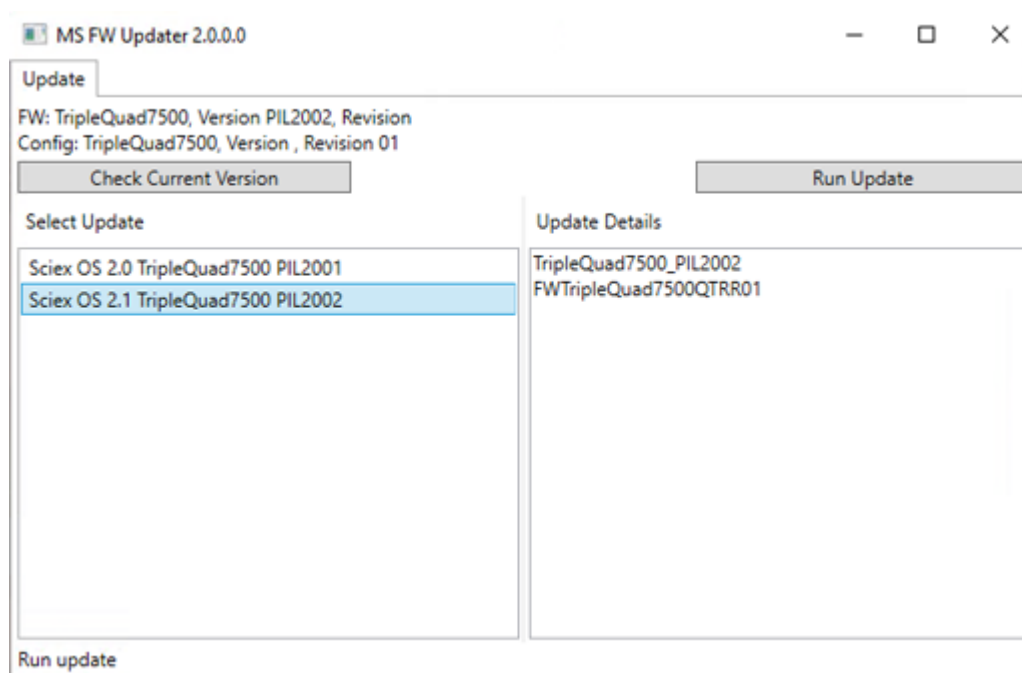 MS FW Updater 2.0.0.0
Update
FW: TripleQuad7500, Version PIL2002, Revision
Config: TripleQuad7500, Version , Revision 01
Check Current Version
Run Update
Select Update
Update Details
Sciex OS 2.0 TripleQuad7500 PIL2001
Sciex OS 2.1 TripleQuad7500 PIL2002
TripleQuad7500_PIL2002
FWTripleQuad7500QTRR01
Run update